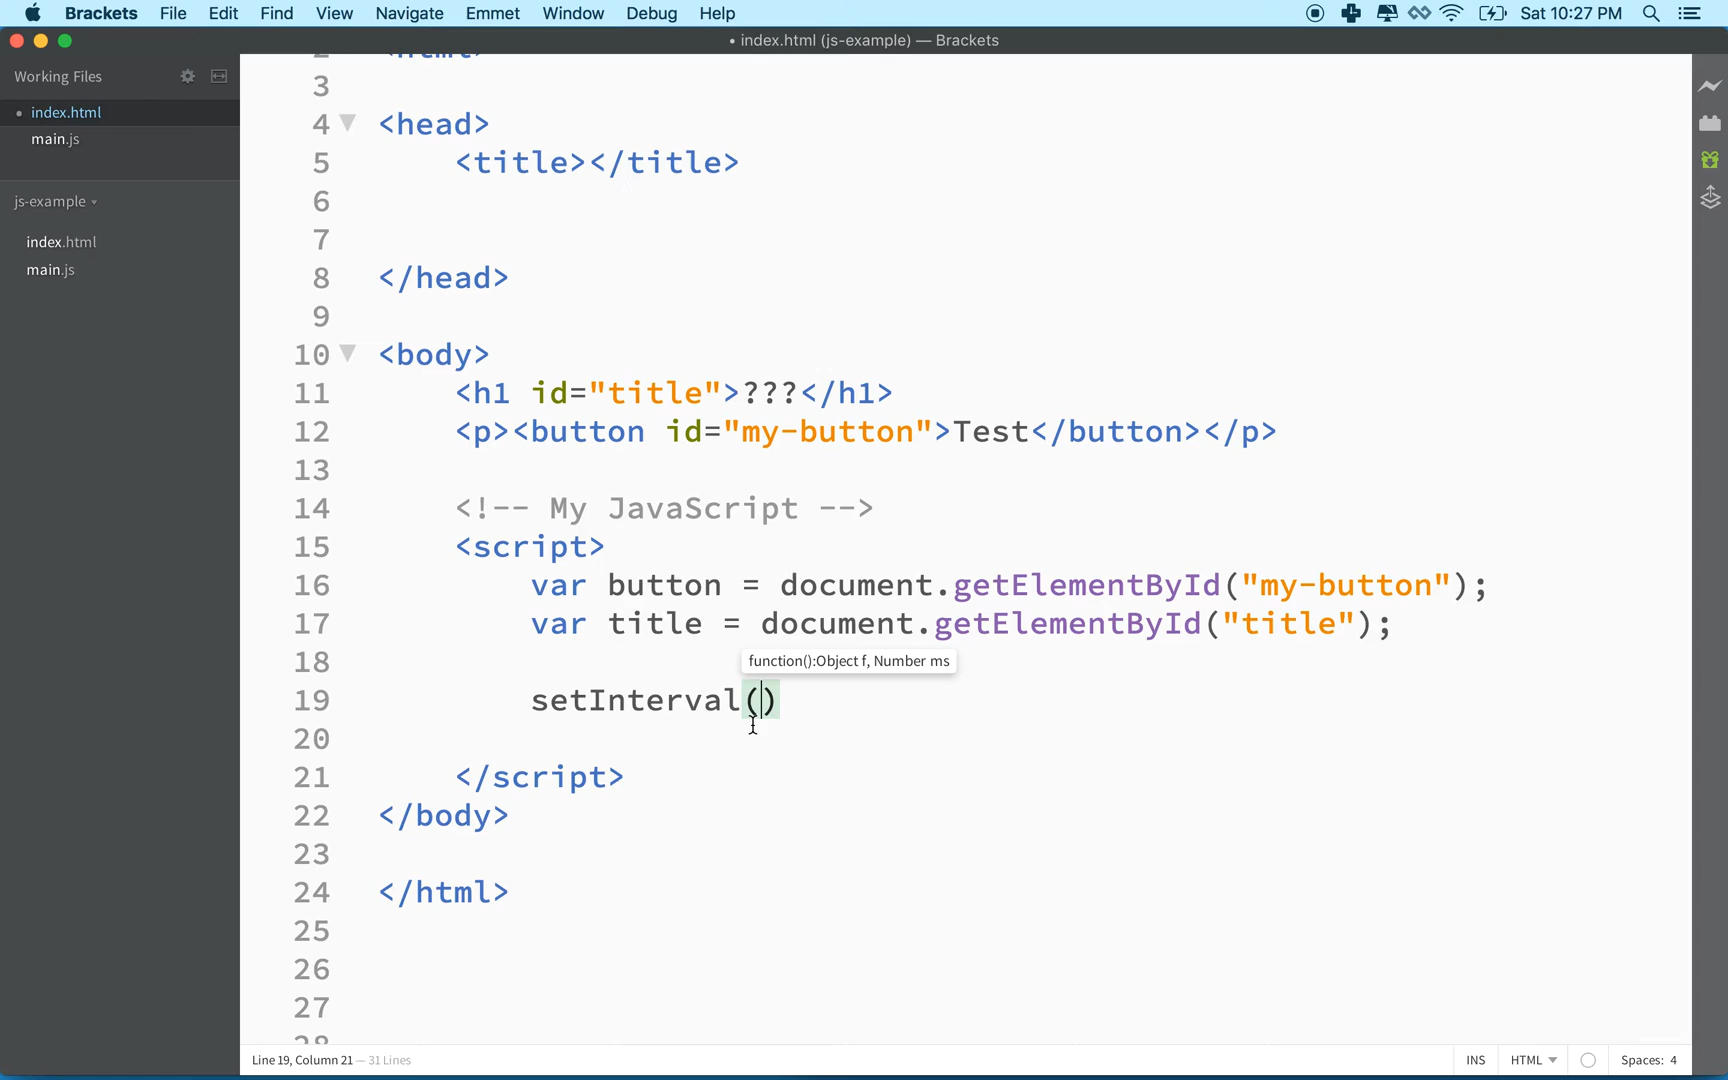 Brackets File Edit Find View Navigate Emmet Window Debug Help Sat 10:27 PM
• index.html (js-example) — Brackets
Working Files
• index.html
main.js
js-example
index.html
main.js
2 <html>
3
4 <head>
5 <title></title>
6
7
8 </head>
9
10 <body>
11 <h1 id="title">???</h1>
12 <p><button id="my-button">Test</button></p>
13
14 <!-- My JavaScript -->
15 <script>
16 var button = document.getElementById("my-button");
17 var title = document.getElementById("title");
function():Object f, Number ms
18
19 setInterval()
20
21 </script>
22 </body>
23
24 </html>
25
26
27
28
Line 19, Column 21 — 31 Lines
INS HTML Spaces: 4